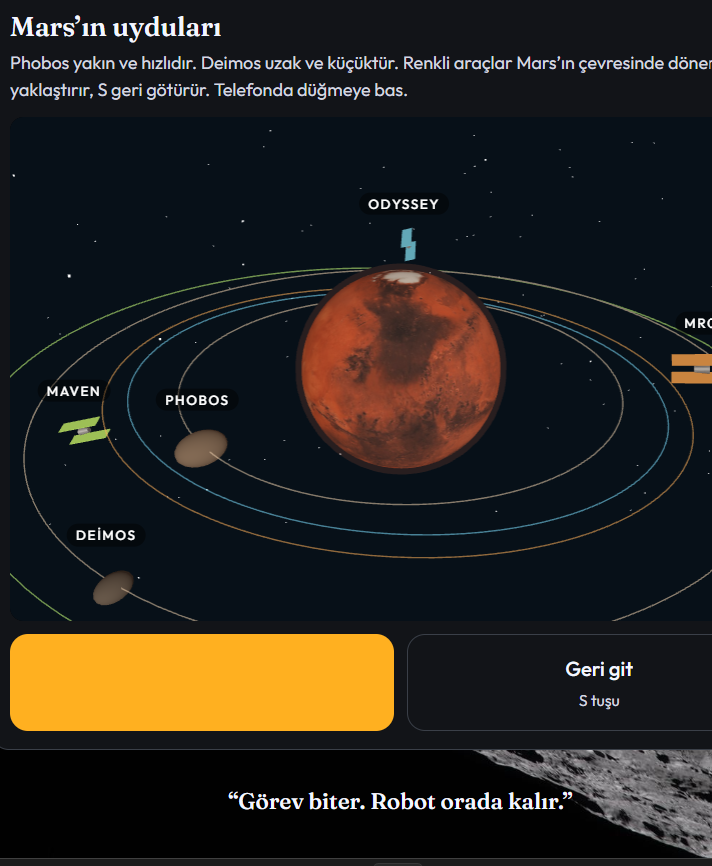 Mars’ın uyduları
Phobos yakın ve hızlıdır. Deimos uzak ve küçüktür. Renkli araçlar Mars’ın çevresinde
yaklaştırır, S geri götürür. Telefonda düğmeye bas.
ODYSSEY
MAVEN
PHOBOS
DEİMOS
Geri git
S tuşu
“Görev biter. Robot orada kalır.”